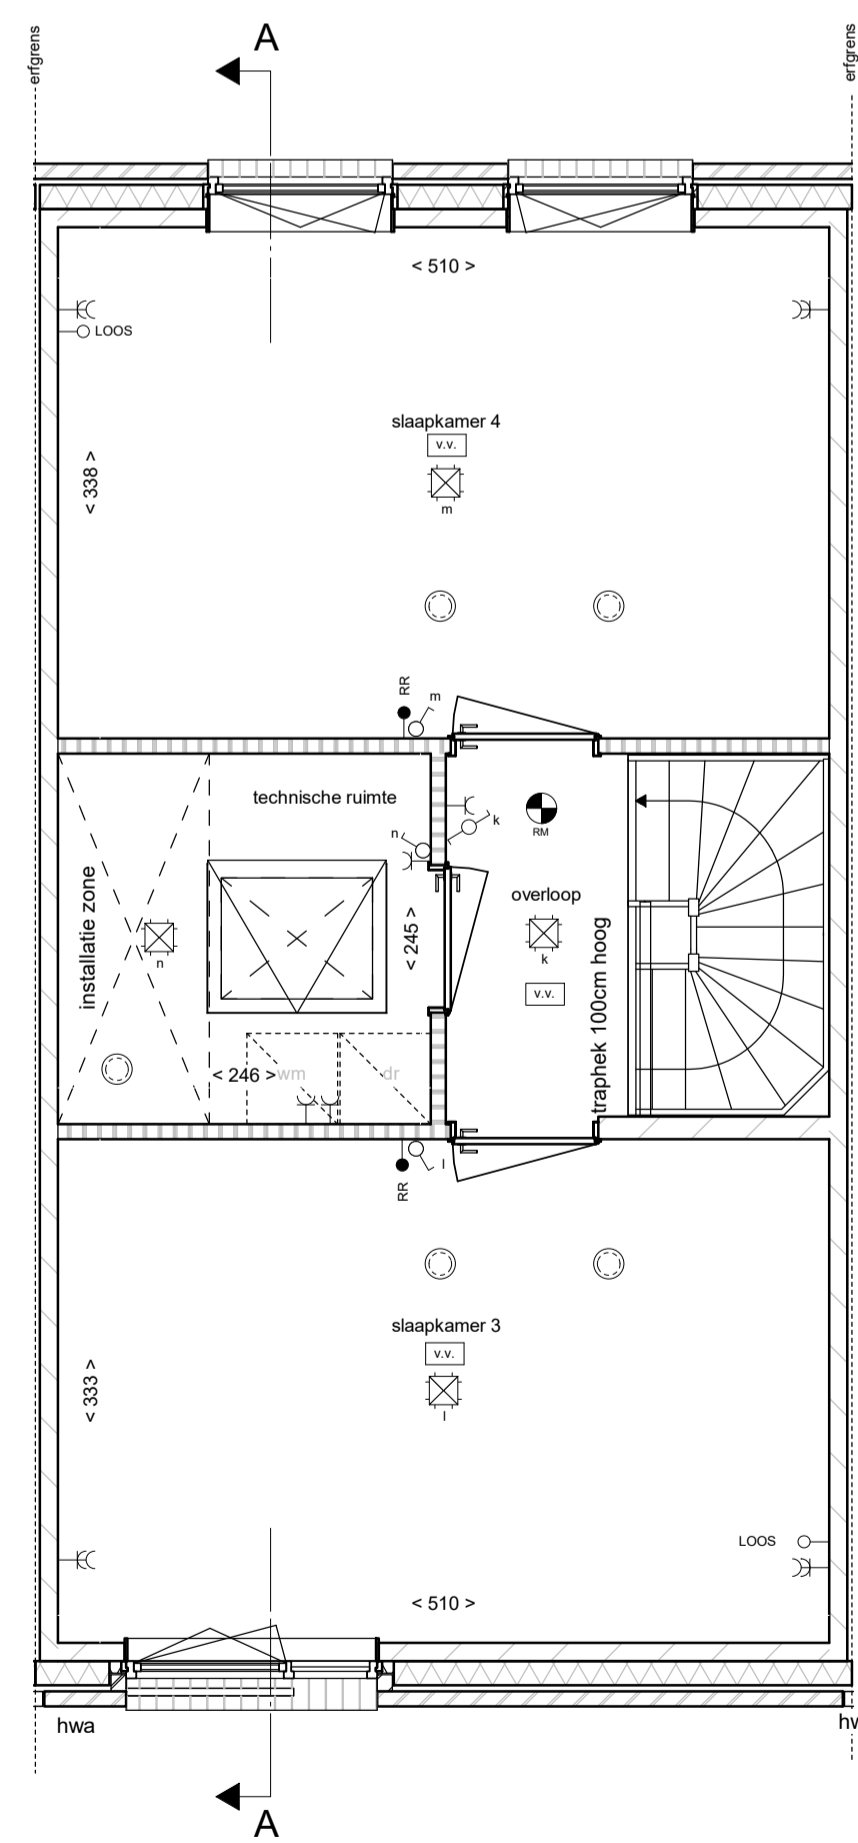 A
erfgrens
erfgrens
< 510 >
LOOS
slaapkamer 4
v.v.
< 338 >
m
RR
m
technische ruimte
n
k
RM
installatie zone
overloop
< 245 >
n
k
v.v.
traphek 100cm hoog
< 246 >
wm
dr
l
RR
slaapkamer 3
v.v.
< 333 >
l
LOOS
< 510 >
hwa
hw
A